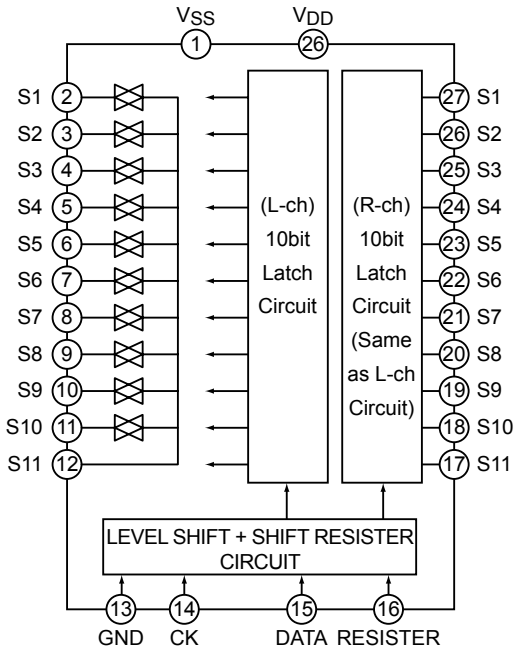 VSS VDD
1 26
S1 2 27 S1
S2 3 26 S2
S3 4 25 S3
S4 5 24 S4
S5 6 23 S5
S6 7 22 S6
S7 8 21 S7
S8 9 20 S8
S9 10 19 S9
S10 11 18 S10
S11 12 17 S11
(L-ch)
10bit
Latch
Circuit
(R-ch)
10bit
Latch
Circuit
(Same
as L-ch
Circuit)
LEVEL SHIFT + SHIFT RESISTER
CIRCUIT
13 14 15 16
GND CK DATA RESISTER